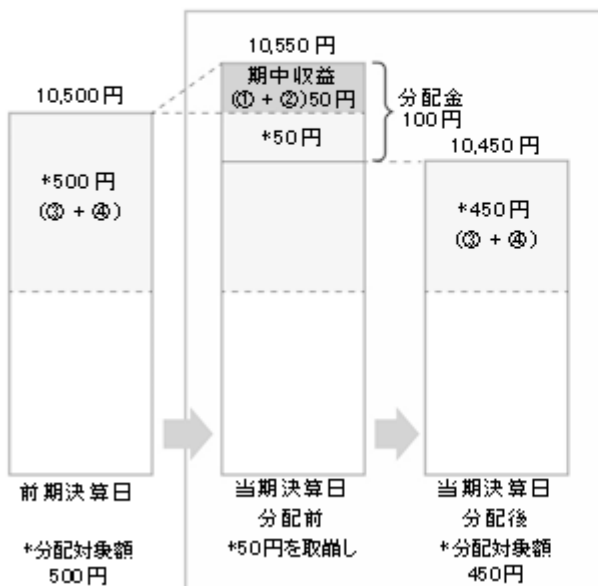 10,550円
期中収益
(①+②)50円
*50円
分配金
100円
10,500円
*500円
(③+④)
10,450円
*450円
(③+④)
前期決算日
*分配対象額
500円
当期決算日
分配前
*50円を取崩し
当期決算日
分配後
*分配対象額
450円